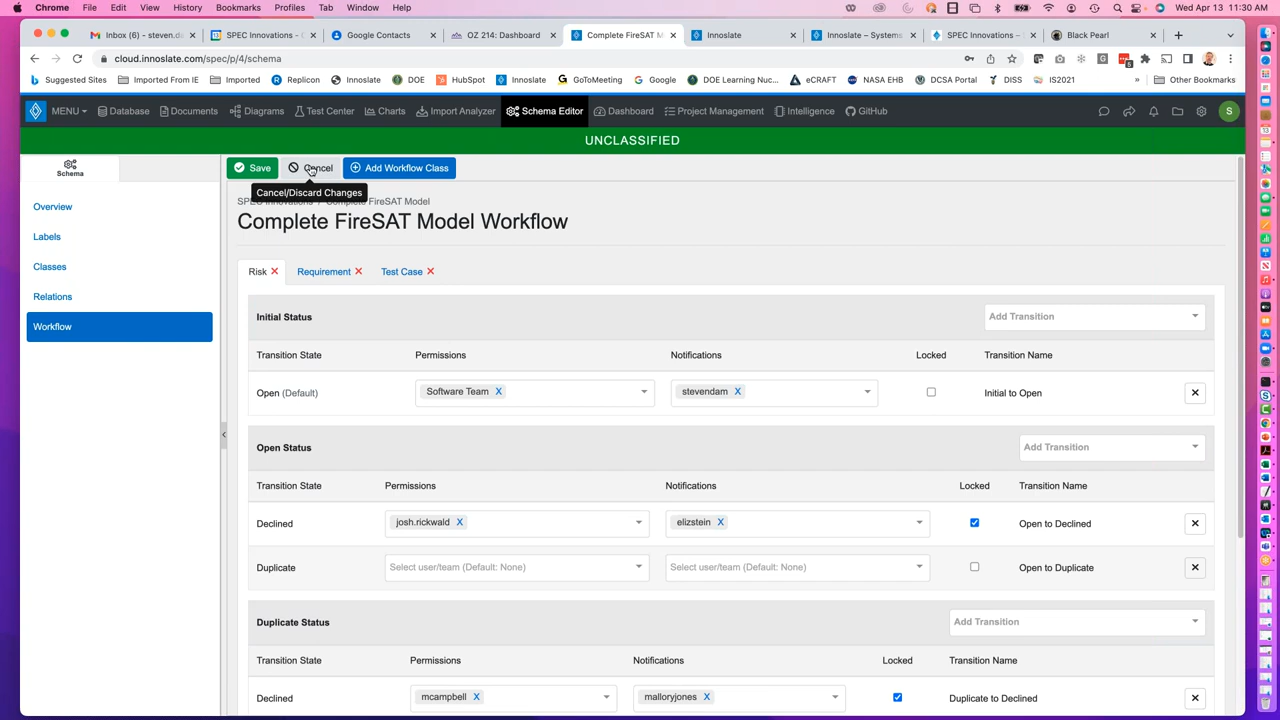 Chrome File Edit View History Bookmarks Profiles Tab Window Help Wed Apr 13 11:30 AM
Inbox (6) - steven.da SPEC Innovations - C Google Contacts OZ 214: Dashboard Complete FireSAT M Innoslate Innoslate – Systems SPEC Innovations – Black Pearl
cloud.innoslate.com/spec/p/4/schema
Suggested Sites Imported From IE Imported Replicon Innoslate DOE HubSpot Innoslate GoToMeeting Google DOE Learning Nuc... eCRAFT NASA EHB DCSA Portal DISS IS2021 Other Bookmarks
MENU Database Documents Diagrams Test Center Charts Import Analyzer Schema Editor Dashboard Project Management Intelligence GitHub S
UNCLASSIFIED
Schema
Save Cancel Add Workflow Class
Cancel/Discard Changes
Overview
Labels
Classes
Relations
Workflow
SPEC Innovations / Complete FireSAT Model
Complete FireSAT Model Workflow
Risk Requirement Test Case
Initial Status Add Transition
Transition State Permissions Notifications Locked Transition Name
Open (Default) Software Team X stevendam X Initial to Open
Open Status Add Transition
Transition State Permissions Notifications Locked Transition Name
Declined josh.rickwald X elizstein X Open to Declined
Duplicate Select user/team (Default: None) Select user/team (Default: None) Open to Duplicate
Duplicate Status Add Transition
Transition State Permissions Notifications Locked Transition Name
Declined mcampbell X malloryjones X Duplicate to Declined